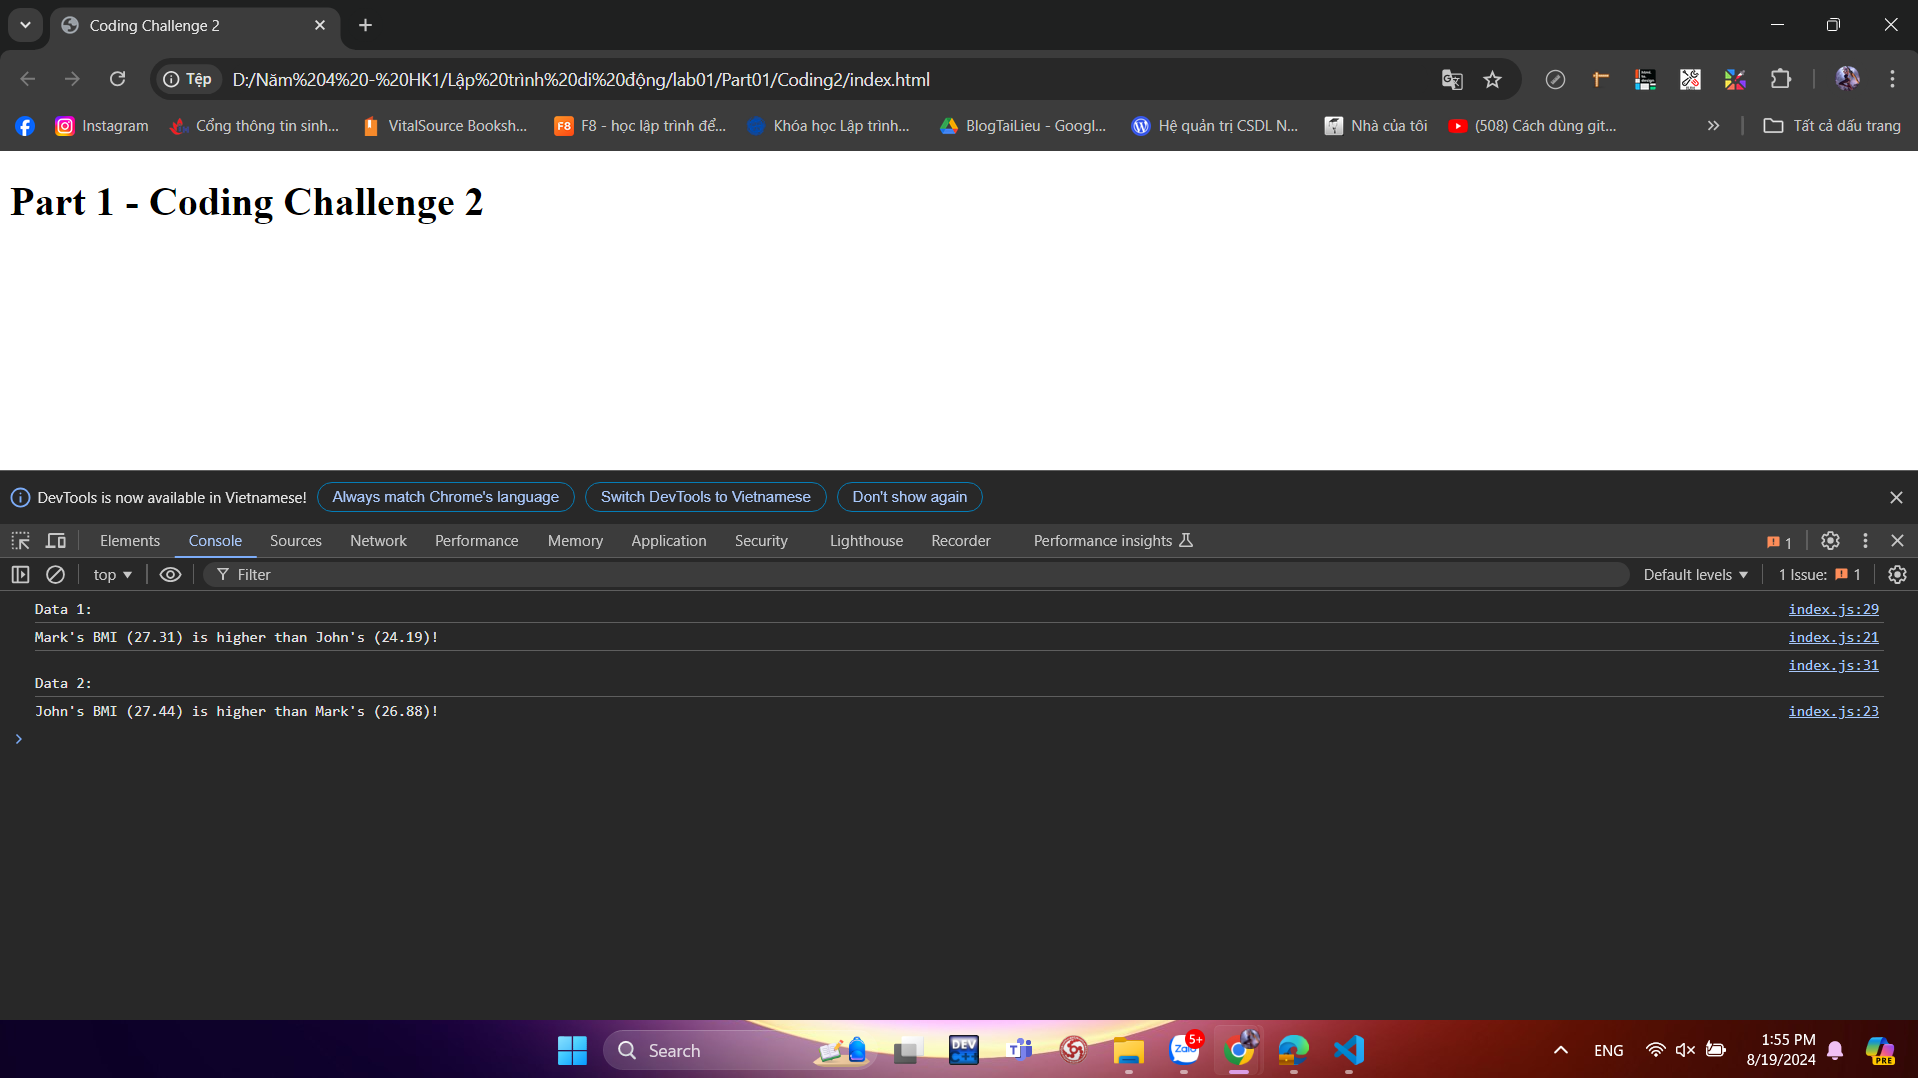 Coding Challenge 2
Tệp D:/Năm%204%20-%20HK1/Lập%20trình%20di%20động/lab01/Part01/Coding2/index.html
Instagram Cổng thông tin sinh... VitalSource Booksh... F8 F8 - học lập trình để... Khóa học Lập trình... BlogTaiLieu - Googl... Hệ quản trị CSDL N... Nhà của tôi (508) Cách dùng git... » Tất cả dấu trang
Part 1 - Coding Challenge 2
DevTools is now available in Vietnamese! Always match Chrome's language Switch DevTools to Vietnamese Don't show again
Elements Console Sources Network Performance Memory Application Security Lighthouse Recorder Performance insights 1
top Filter Default levels 1 Issue: 1
Data 1: index.js:29
Mark's BMI (27.31) is higher than John's (24.19)! index.js:21
index.js:31
Data 2:
John's BMI (27.44) is higher than Mark's (26.88)! index.js:23
Search DEV C++ Zalo 5+ ENG 1:55 PM
8/19/2024 PRE